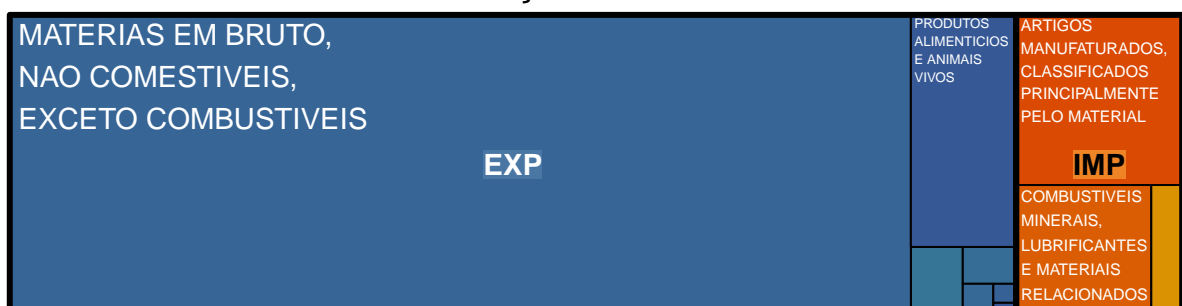 MATERIAS EM BRUTO,
NAO COMESTIVEIS,
EXCETO COMBUSTIVEIS
EXP
PRODUTOS
ALIMENTICIOS
E ANIMAIS
VIVOS
ARTIGOS
MANUFATURADOS,
CLASSIFICADOS
PRINCIPALMENTE
PELO MATERIAL
IMP
COMBUSTIVEIS
MINERAIS,
LUBRIFICANTES
E MATERIAIS
RELACIONADOS